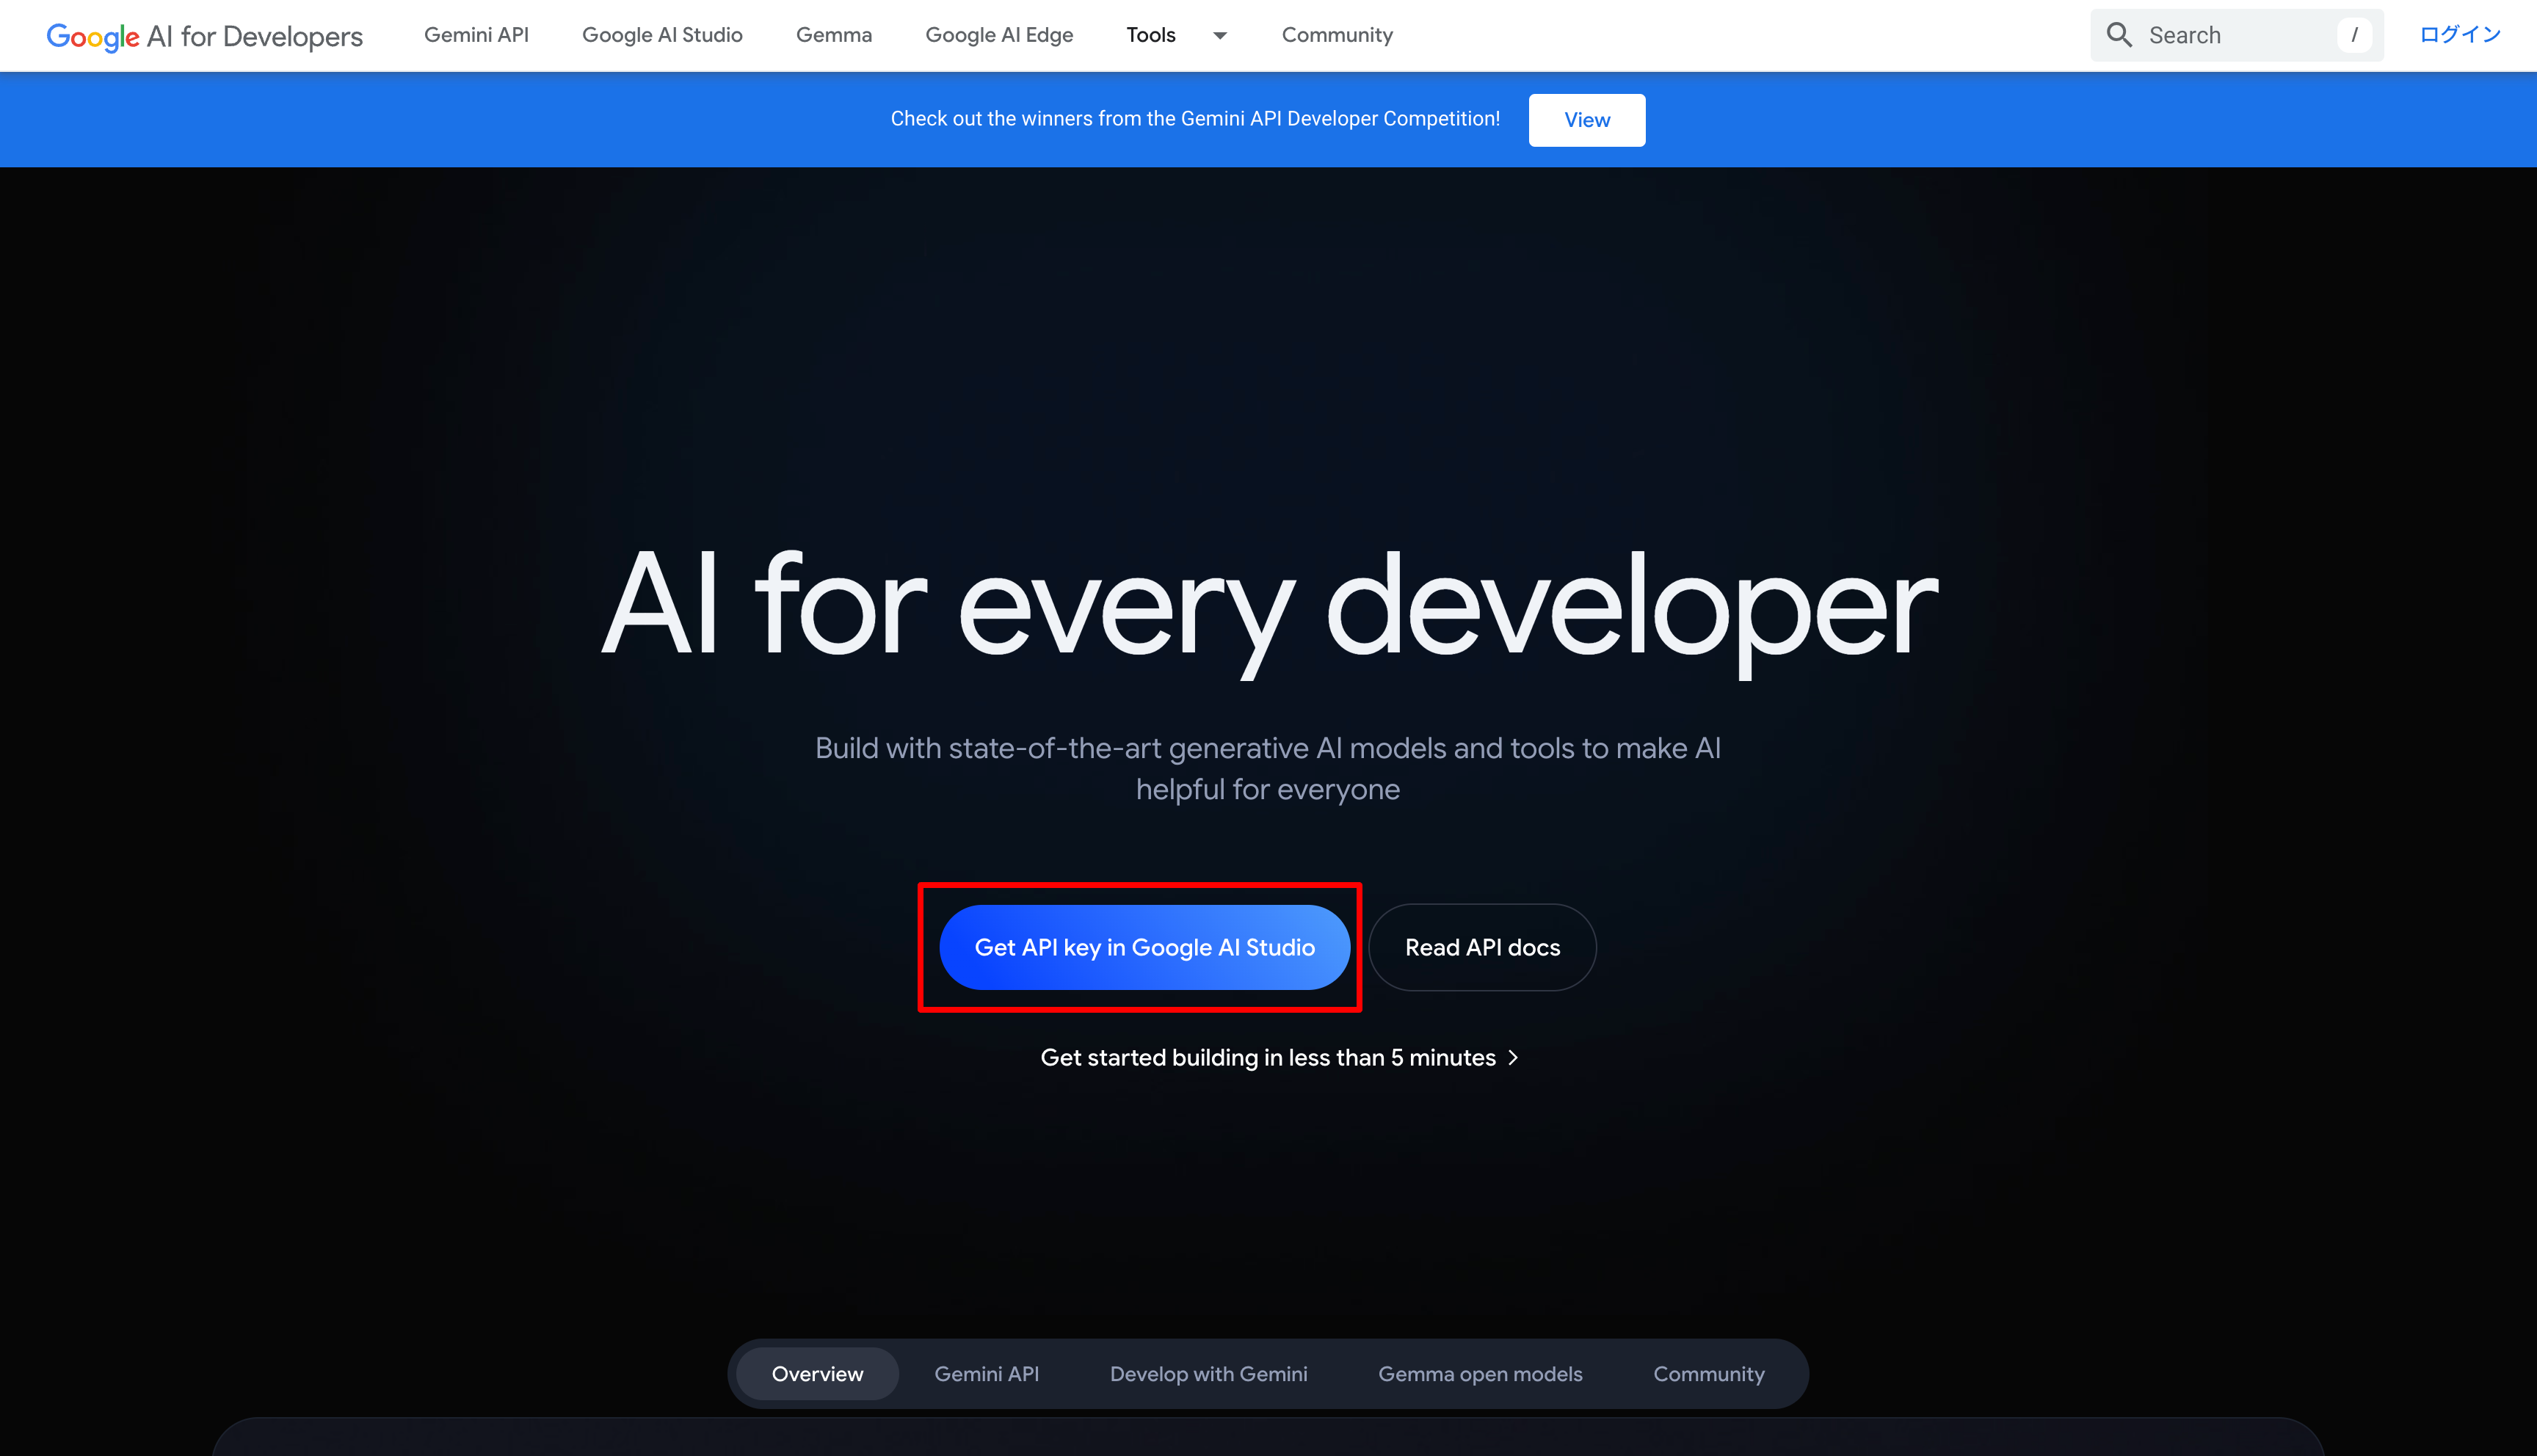 Google AI for Developers
Gemini API
Google AI Studio
Gemma
Google AI Edge
Tools
Community
Search
/
ログイン
Check out the winners from the Gemini API Developer Competition!
View
AI for every developer
Build with state-of-the-art generative AI models and tools to make AI
helpful for everyone
Get API key in Google AI Studio
Read API docs
Get started building in less than 5 minutes
Overview
Gemini API
Develop with Gemini
Gemma open models
Community